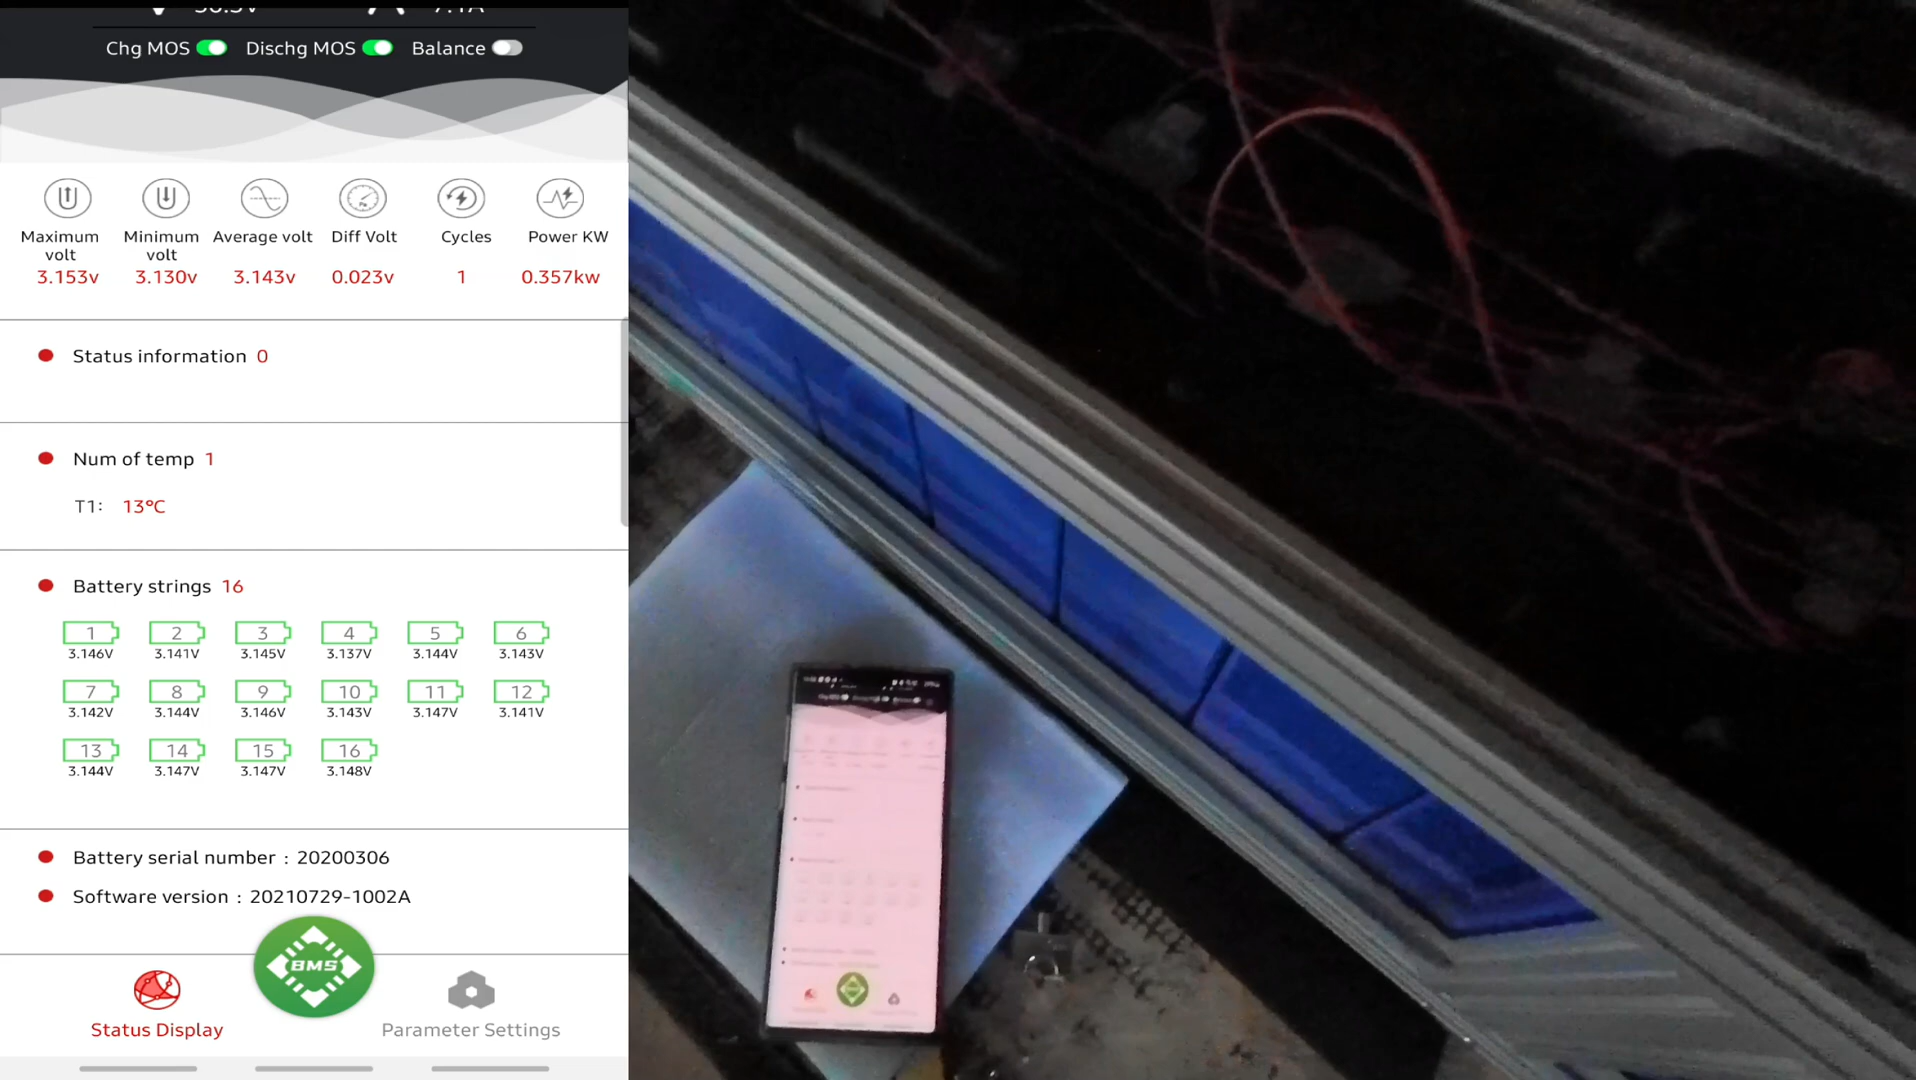 Chg MOS Dischg MOS Balance
Maximum volt Minimum volt Average volt Diff Volt Cycles Power KW
3.153v 3.130v 3.143v 0.023v 1 0.357kw
Status information 0
Num of temp 1
T1: 13℃
Battery strings 16
1 2 3 4 5 6
3.146V 3.141V 3.145V 3.137V 3.144V 3.143V
7 8 9 10 11 12
3.142V 3.144V 3.146V 3.143V 3.147V 3.141V
13 14 15 16
3.144V 3.147V 3.147V 3.148V
Battery serial number : 20200306
Software version : 20210729-1002A
BMS
Status Display Parameter Settings